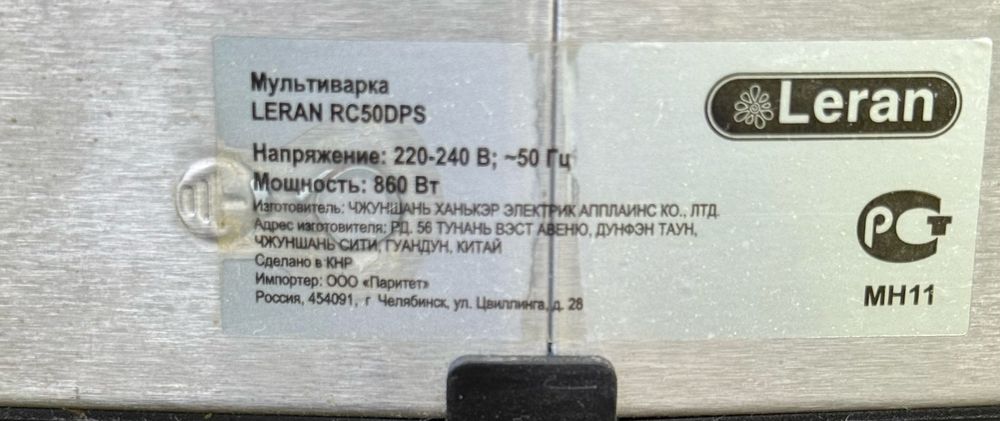 Мультиварка
LERAN RC50DPS
Leran
Напряжение: 220-240 В; ~50 Гц
Мощность: 860 Вт
Изготовитель: ЧЖУНШАНЬ ХАНЬКЭР ЭЛЕКТРИК АППЛАИНС КО., ЛТД.
Адрес изготовителя: РД. 56 ТУНАНЬ ВЭСТ АВЕНЮ, ДУНФЭН ТАУН,
ЧЖУНШАНЬ СИТИ, ГУАНДУН, КИТАЙ
Сделано в КНР
Импортер: ООО «Паритет»
Россия, 454091, г Челябинск, ул. Цвиллинга, д. 28
РСТ
МН11